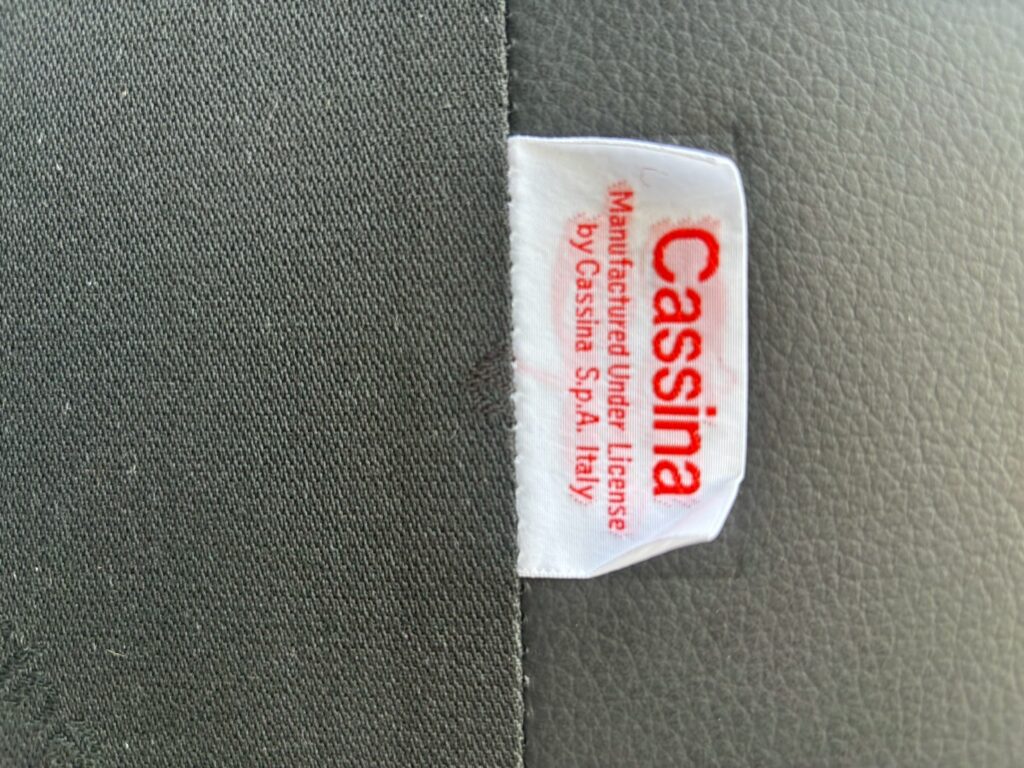 Cassina
Manufactured Under License
by Cassina S.p.A. Italy